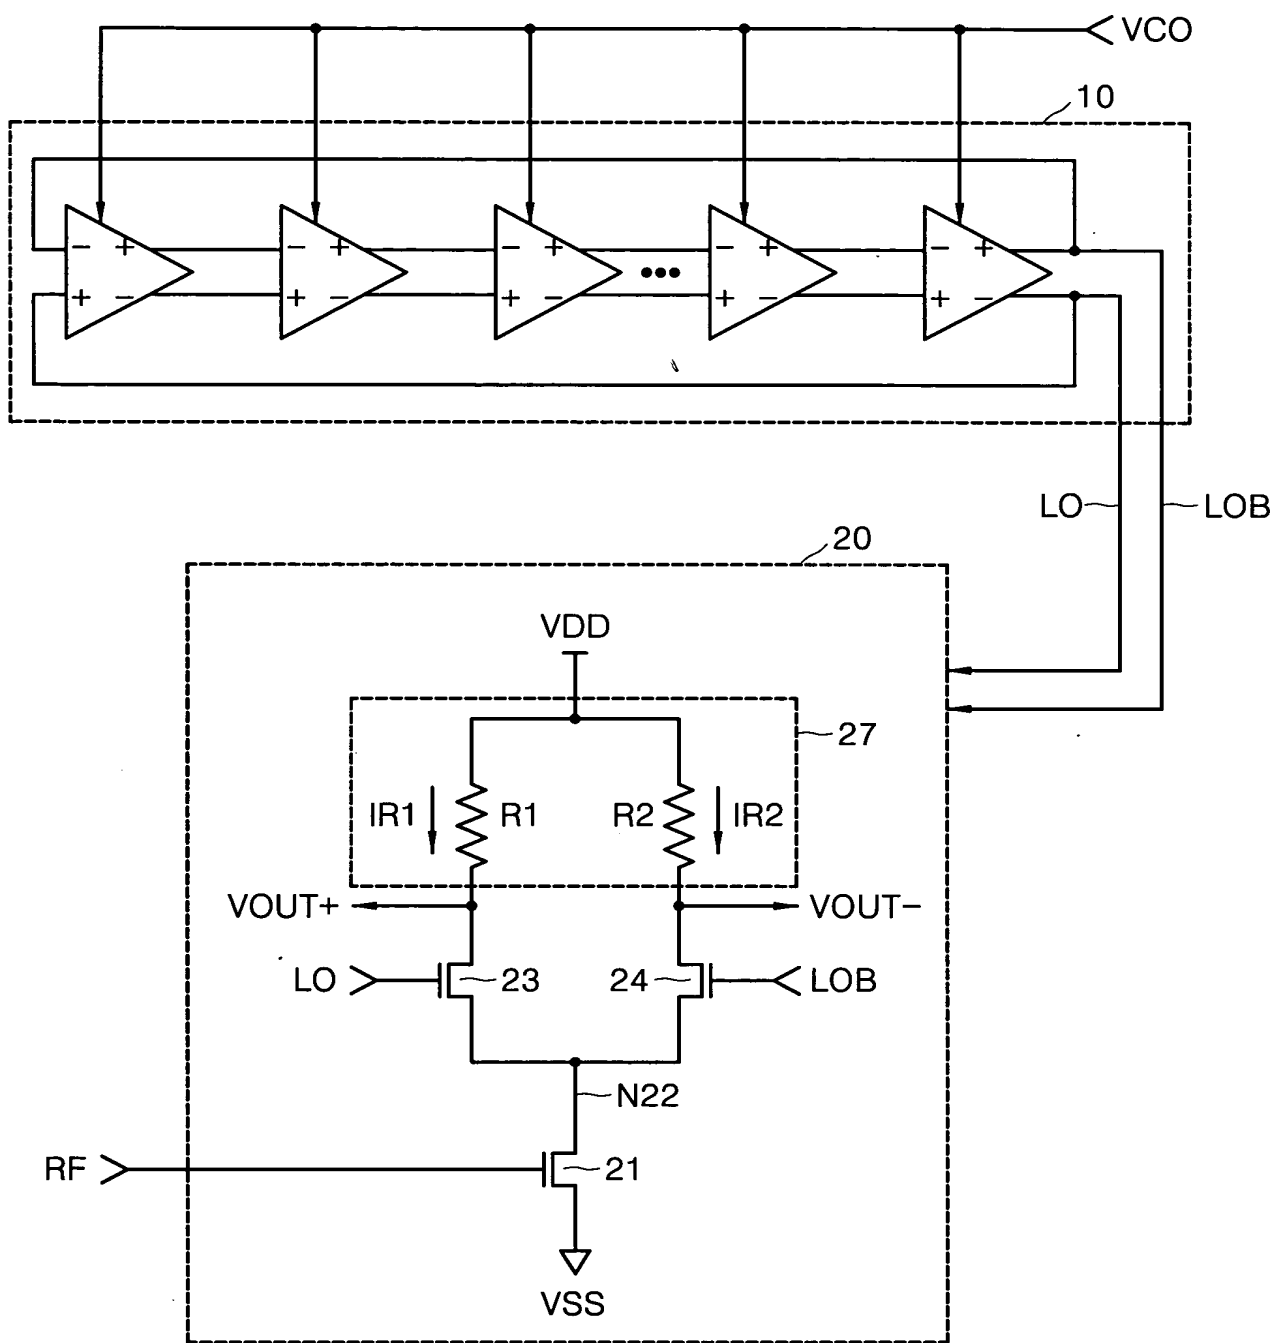 VCO
10
− + − + − + − + − +
+ − + − + − ••• + − + −
LO LOB
20
VDD
27
IR1 R1 R2 IR2
VOUT+ VOUT−
LO 23 24 LOB
N22
RF 21
VSS